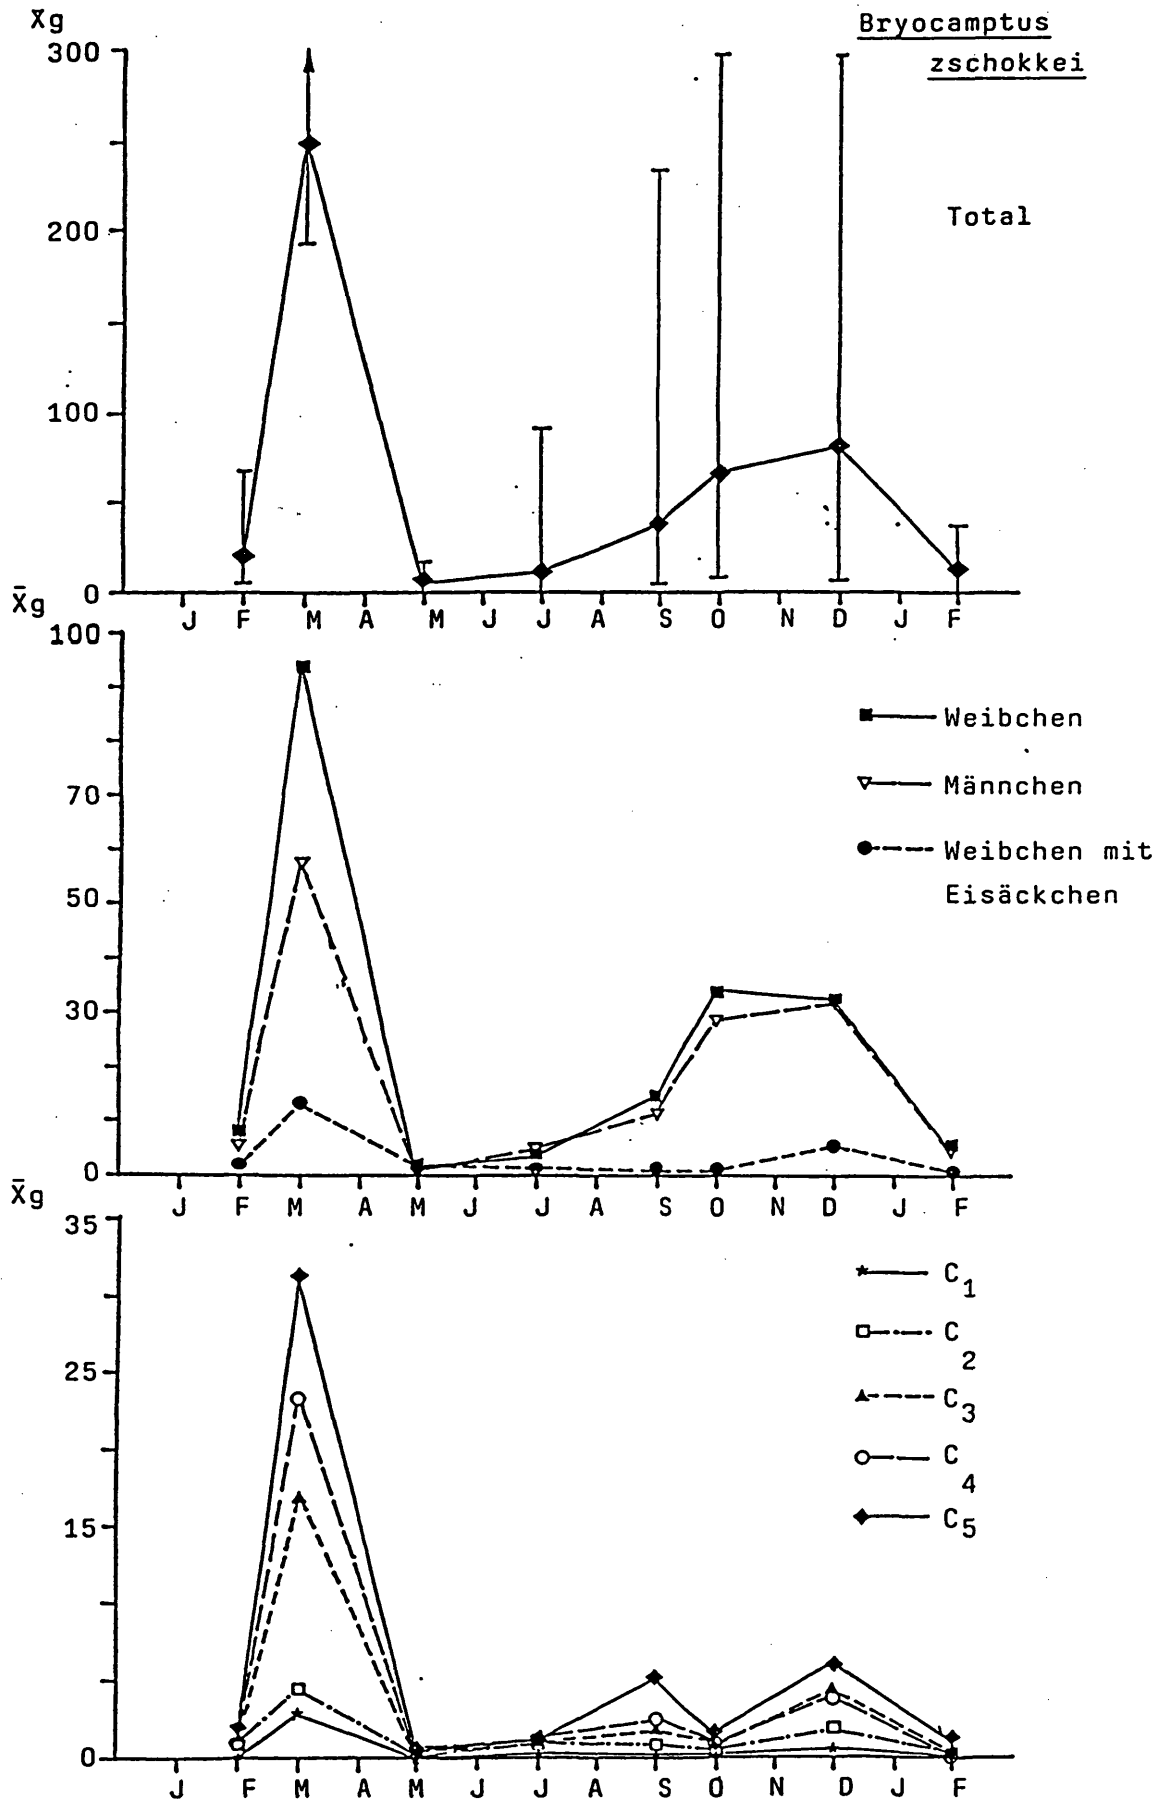 X̄g
Bryocamptus
zschokkei
300
Total
200
100
0
X̄g
J F M A M J J A S O N D J F
100
Weibchen
Männchen
70
Weibchen mit
Eisäckchen
50
30
0
X̄g
J F M A M J J A S O N D J F
35
C1
C2
25
C3
C4
C5
15
0
J F M A M J J A S O N D J F